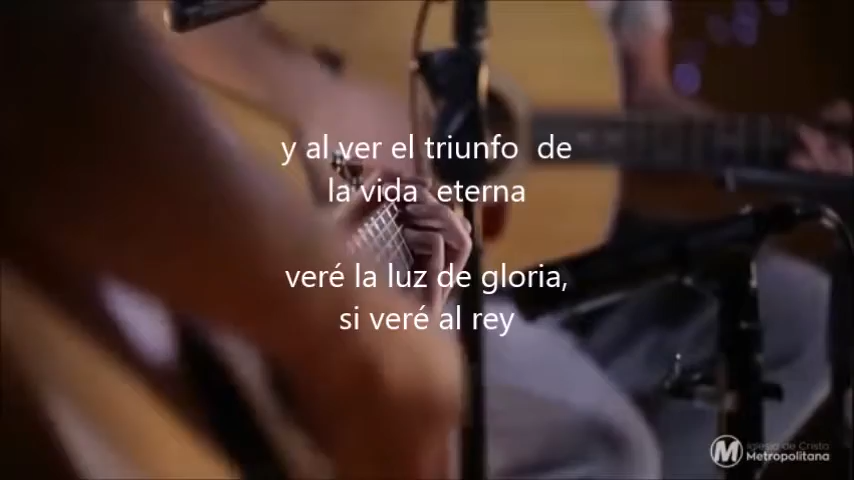 y al ver el triunfo  de
la vida  eterna
veré la luz de gloria,
si veré al rey
M Iglesia de Cristo
Metropolitana